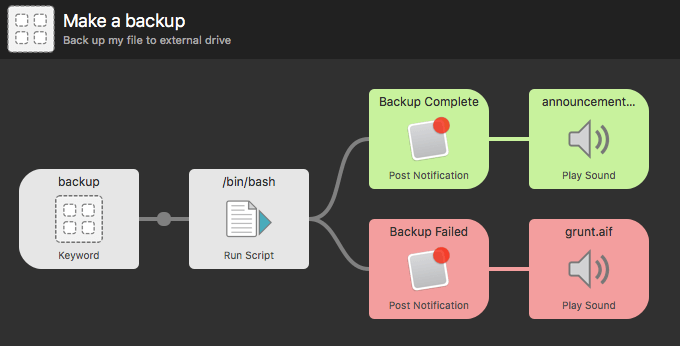 Make a backup
Back up my file to external drive
Backup Complete
announcement...
Post Notification
Play Sound
backup
/bin/bash
Keyword
Run Script
Backup Failed
grunt.aif
Post Notification
Play Sound